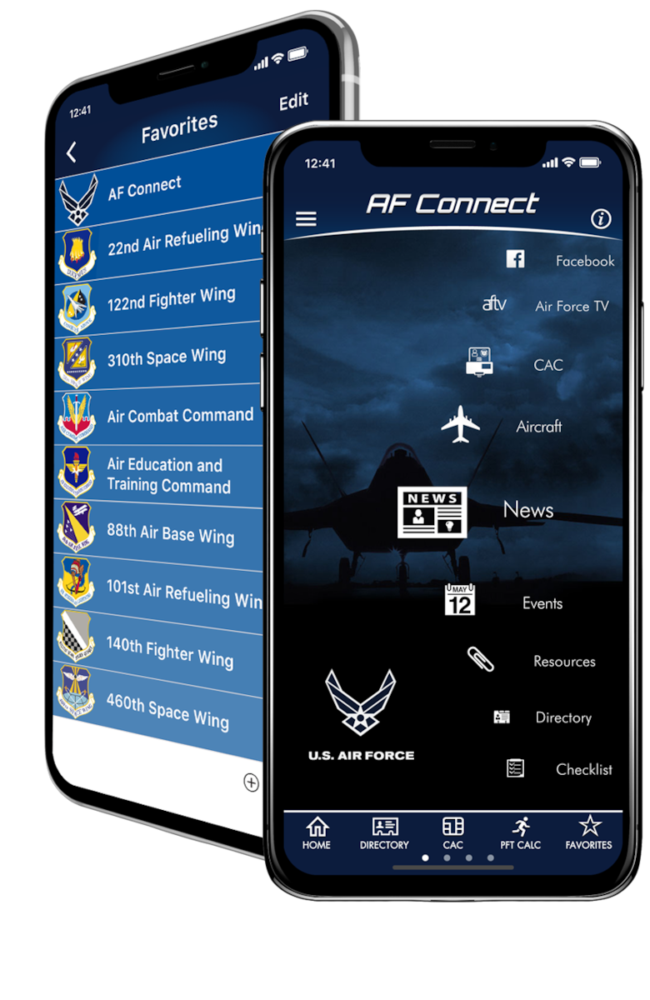 12:41
Favorites
Edit
AF Connect
22nd Air Refueling Win
122nd Fighter Wing
310th Space Wing
Air Combat Command
Air Education and
Training Command
88th Air Base Wing
101st Air Refueling Win
140th Fighter Wing
460th Space Wing
12:41
AF Connect
i
f
Facebook
aftv
Air Force TV
CAC
Aircraft
NEWS
News
MAY
12
Events
Resources
Directory
Checklist
U.S. AIR FORCE
HOME
DIRECTORY
CAC
PFT CALC
FAVORITES